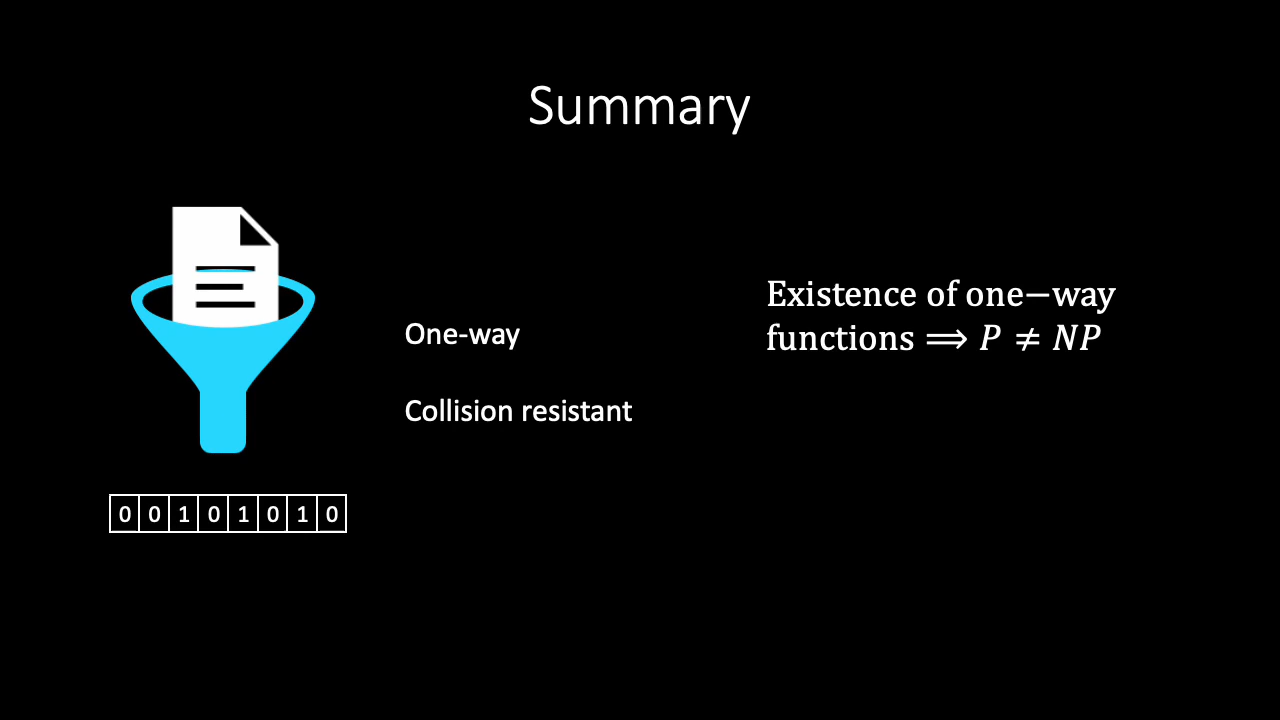 Summary
One-way
Collision resistant
Existence of one−way
functions ⟹ P ≠ NP
0 0 1 0 1 0 1 0